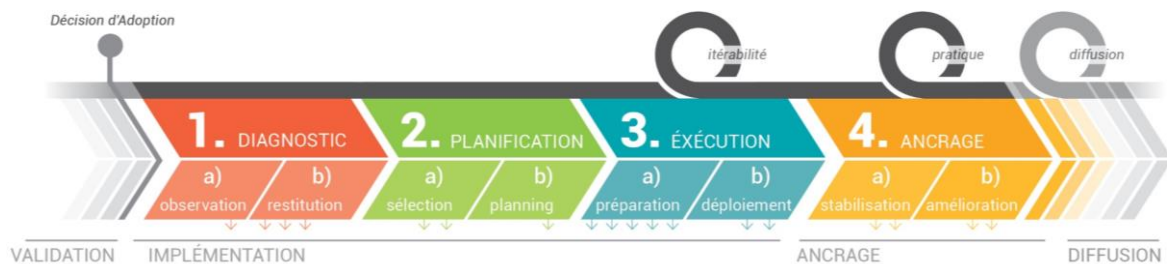 Décision d'Adoption
itérabilité
pratique
diffusion
1. DIAGNOSTIC
2. PLANIFICATION
3. ÉXÉCUTION
4. ANCRAGE
a) observation
b) restitution
a) sélection
b) planning
a) préparation
b) déploiement
a) stabilisation
b) amélioration
VALIDATION
IMPLÉMENTATION
ANCRAGE
DIFFUSION